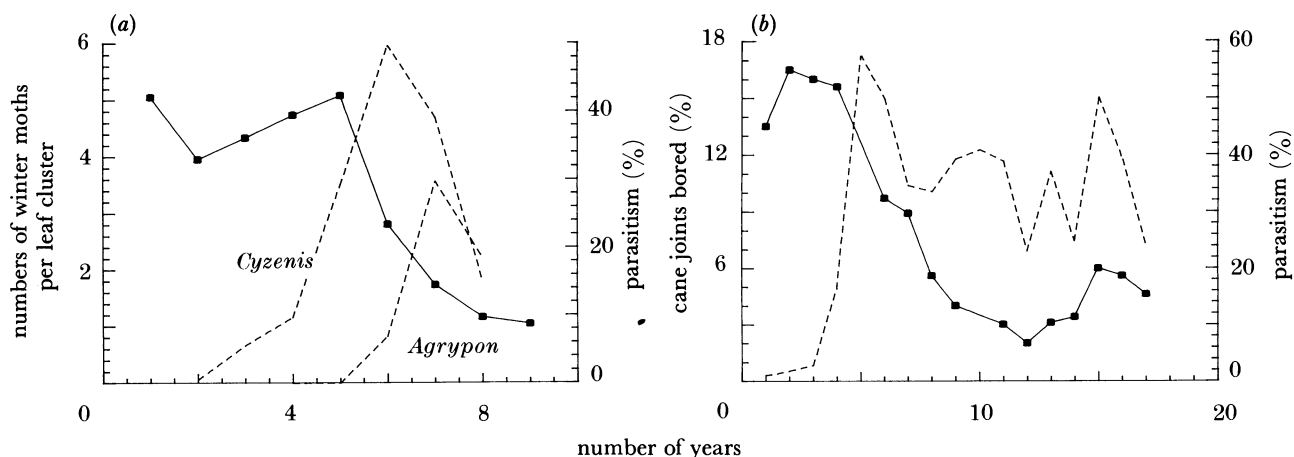 (a)
numbers of winter moths
per leaf cluster
6
4
2
0
4
8
Cyzenis
Agrypon
40
20
0
parasitism (%)
(b)
cane joints bored (%)
18
12
6
0
10
20
60
40
20
0
parasitism (%)
number of years